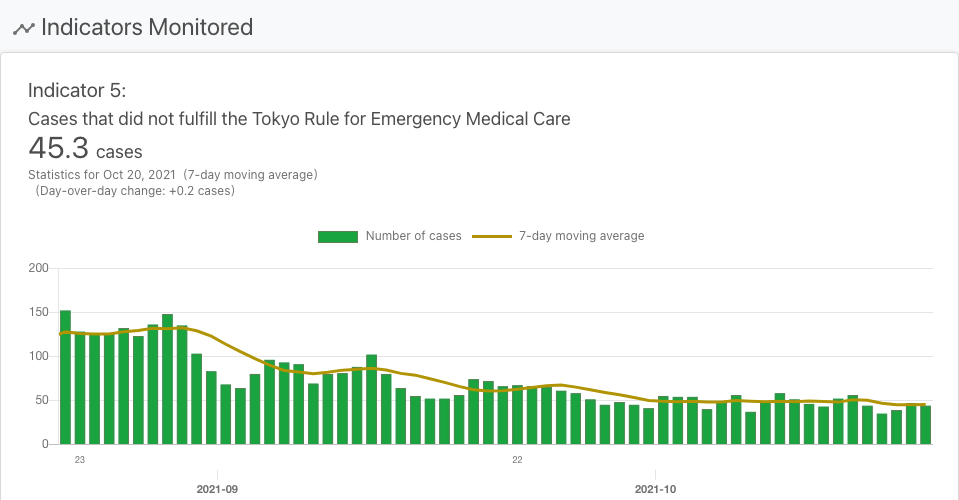 Indicators Monitored
Indicator 5:
Cases that did not fulfill the Tokyo Rule for Emergency Medical Care
45.3 cases
Statistics for Oct 20, 2021 (7-day moving average)
(Day-over-day change: +0.2 cases)
Number of cases 7-day moving average
200
150
100
50
0
23 22
2021-09 2021-10